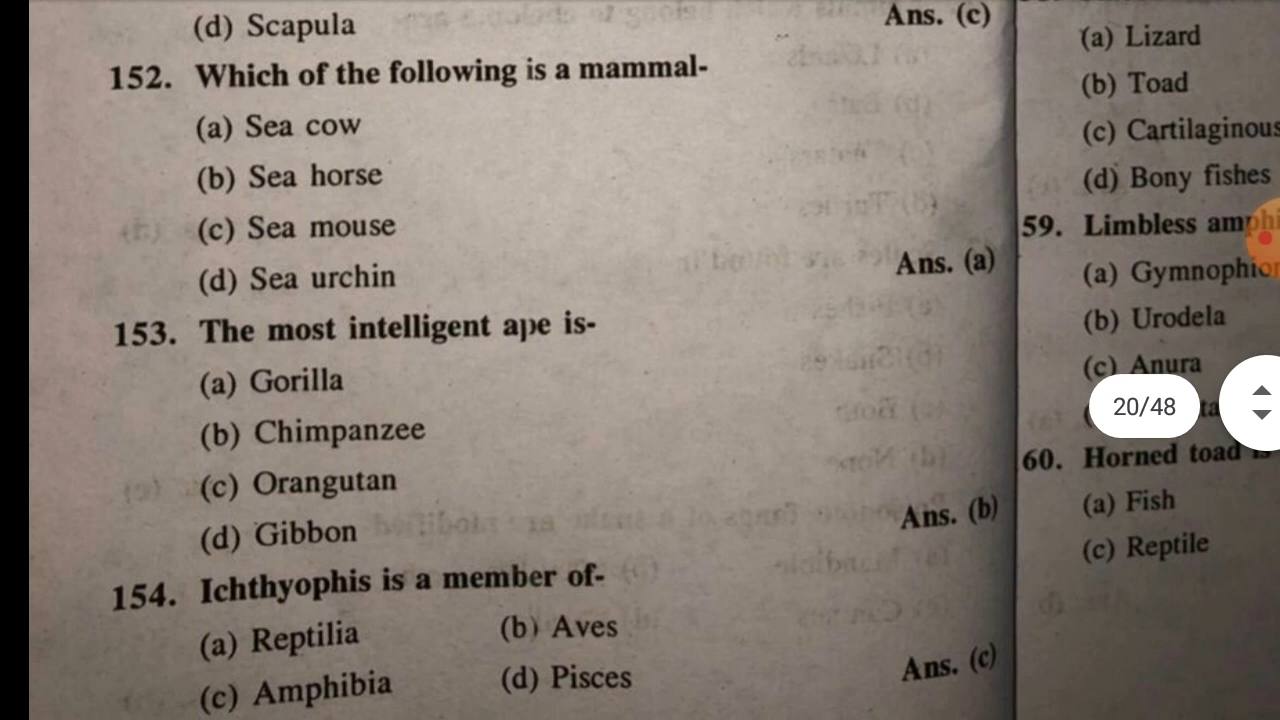 (d) Scapula
Ans. (c)
152. Which of the following is a mammal-
(a) Sea cow
(b) Sea horse
(c) Sea mouse
(d) Sea urchin
Ans. (a)
153. The most intelligent ape is-
(a) Gorilla
(b) Chimpanzee
(c) Orangutan
(d) Gibbon
Ans. (b)
154. Ichthyophis is a member of-
(a) Reptilia (b) Aves
(c) Amphibia (d) Pisces
Ans. (c)
(a) Lizard
(b) Toad
(c) Cartilaginous
(d) Bony fishes
59. Limbless
(a)
(b) Urodela
(c) Anura
20/48
60. Horned toad
(a) Fish
(c) Reptile